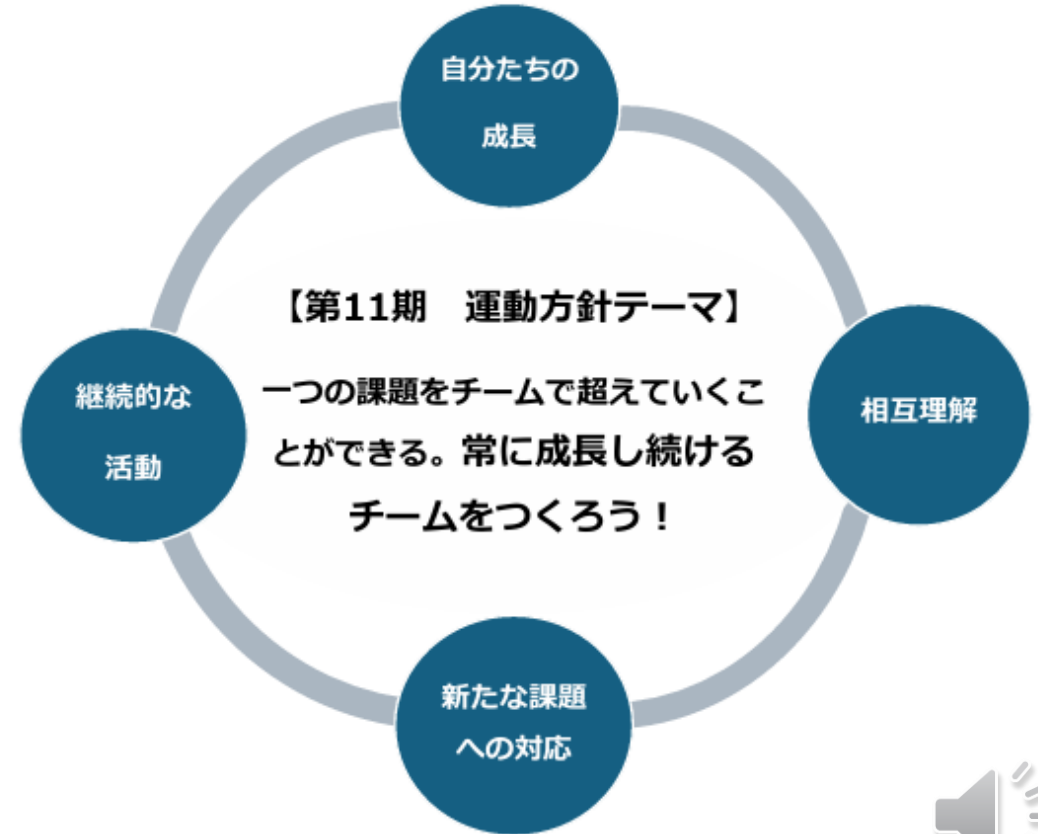 自分たちの
成長
【第11期　運動方針テーマ】
一つの課題をチームで超えていくこ
とができる。常に成長し続ける
チームをつくろう！
継続的な
活動
相互理解
新たな課題
への対応